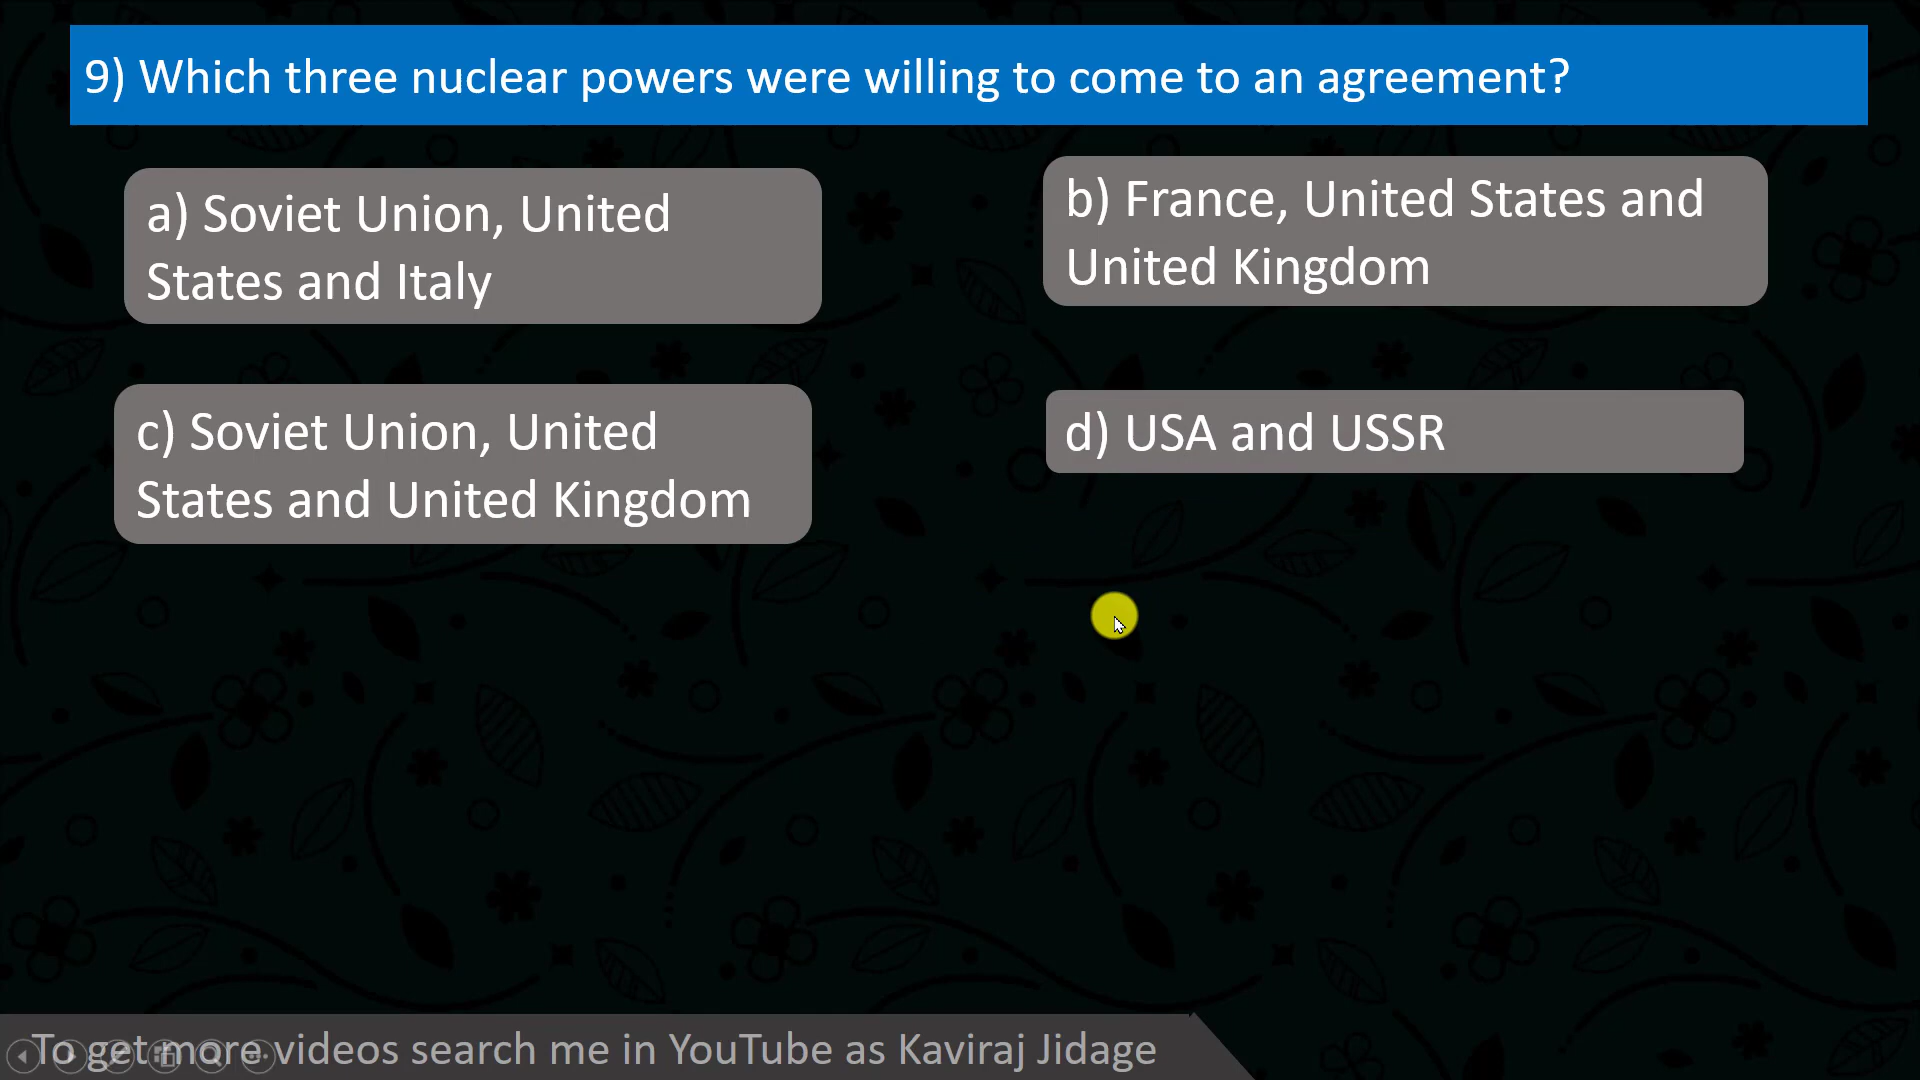 9) Which three nuclear powers were willing to come to an agreement?
a) Soviet Union, United
States and Italy
b) France, United States and
United Kingdom
c) Soviet Union, United
States and United Kingdom
d) USA and USSR
To get more videos search me in YouTube as Kaviraj Jidage